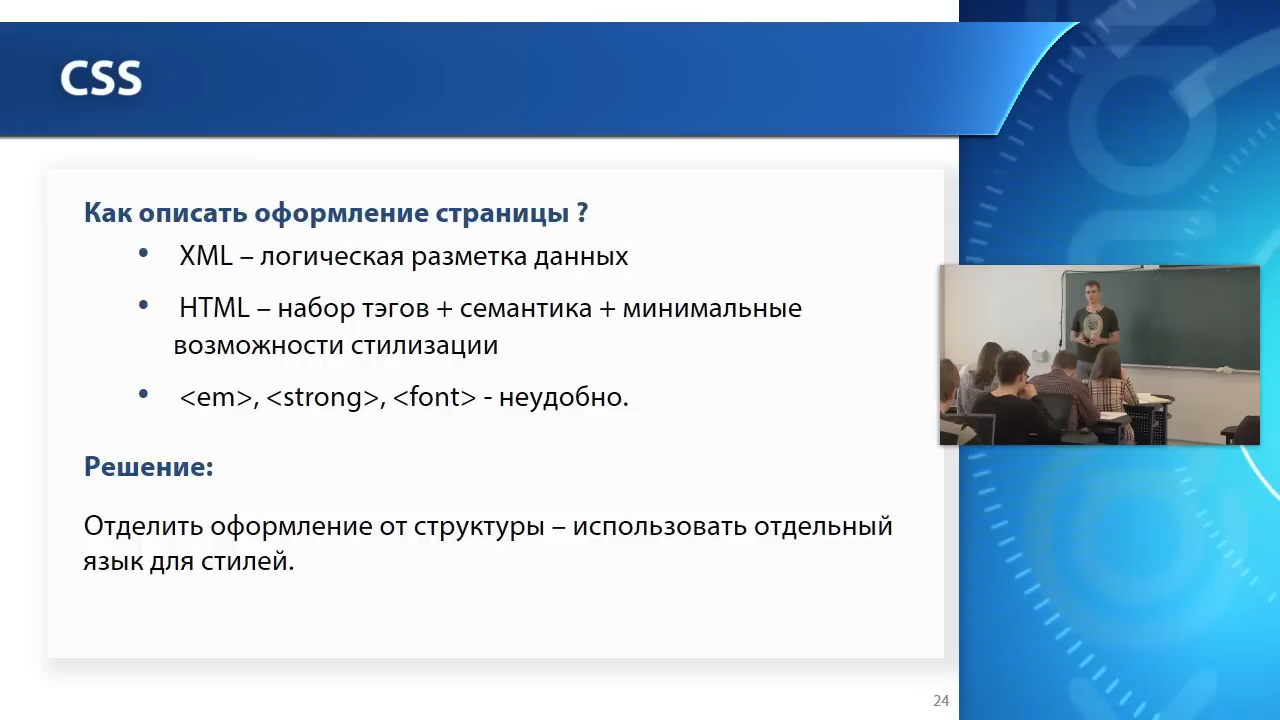 CSS
Как описать оформление страницы ?
• XML – логическая разметка данных
• HTML – набор тэгов + семантика + минимальные
возможности стилизации
• <em>, <strong>, <font> - неудобно.
Решение:
Отделить оформление от структуры – использовать отдельный
язык для стилей.
24